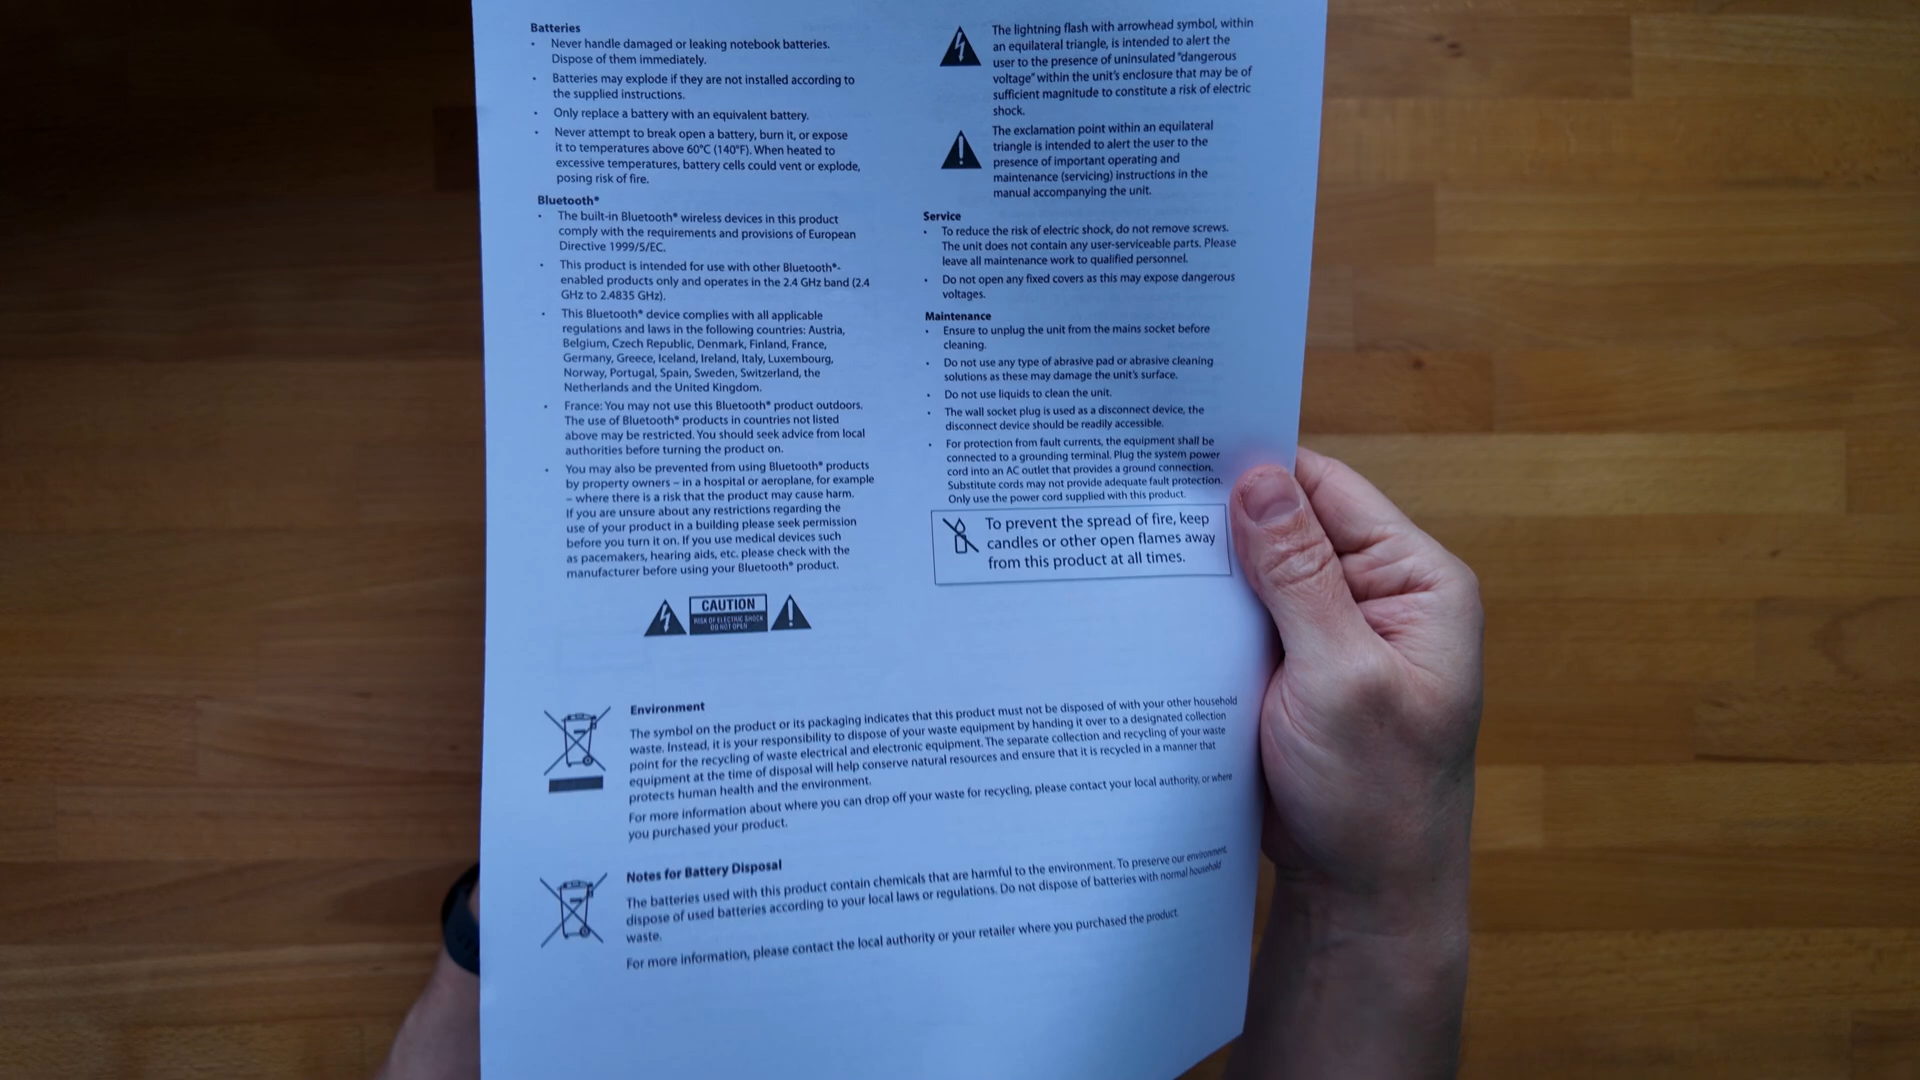 Batteries
• Never handle damaged or leaking notebook batteries.
Dispose of them immediately.
• Batteries may explode if they are not installed according to
the supplied instructions.
• Only replace a battery with an equivalent battery.
• Never attempt to break open a battery, burn it, or expose
it to temperatures above 60°C (140°F). When heated to
excessive temperatures, battery cells could vent or explode,
posing risk of fire.
Bluetooth®
• The built-in Bluetooth® wireless devices in this product
comply with the requirements and provisions of European
Directive 1999/5/EC.
• This product is intended for use with other Bluetooth®-
enabled products only and operates in the 2.4 GHz band (2.4
GHz to 2.4835 GHz).
• This Bluetooth® device complies with all applicable
regulations and laws in the following countries: Austria,
Belgium, Czech Republic, Denmark, Finland, France,
Germany, Greece, Iceland, Ireland, Italy, Luxembourg,
Norway, Portugal, Spain, Sweden, Switzerland, the
Netherlands and the United Kingdom.
• France: You may not use this Bluetooth® product outdoors.
The use of Bluetooth® products in countries not listed
above may be restricted. You should seek advice from local
authorities before turning the product on.
• You may also be prevented from using Bluetooth® products
by property owners – in a hospital or aeroplane, for example
– where there is a risk that the product may cause harm.
If you are unsure about any restrictions regarding the
use of your product in a building please seek permission
before you turn it on. If you use medical devices such
as pacemakers, hearing aids, etc. please check with the
manufacturer before using your Bluetooth® product.
CAUTION
RISK OF ELECTRIC SHOCK
DO NOT OPEN
The lightning flash with arrowhead symbol, within
an equilateral triangle, is intended to alert the
user to the presence of uninsulated "dangerous
voltage" within the unit's enclosure that may be of
sufficient magnitude to constitute a risk of electric
shock.
The exclamation point within an equilateral
triangle is intended to alert the user to the
presence of important operating and
maintenance (servicing) instructions in the
manual accompanying the unit.
Service
• To reduce the risk of electric shock, do not remove screws.
The unit does not contain any user-serviceable parts. Please
leave all maintenance work to qualified personnel.
• Do not open any fixed covers as this may expose dangerous
voltages.
Maintenance
• Ensure to unplug the unit from the mains socket before
cleaning.
• Do not use any type of abrasive pad or abrasive cleaning
solutions as these may damage the unit's surface.
• Do not use liquids to clean the unit.
• The wall socket plug is used as a disconnect device, the
disconnect device should be readily accessible.
• For protection from fault currents, the equipment shall be
connected to a grounding terminal. Plug the system power
cord into an AC outlet that provides a ground connection.
Substitute cords may not provide adequate fault protection.
Only use the power cord supplied with this product.
To prevent the spread of fire, keep
candles or other open flames away
from this product at all times.
Environment
The symbol on the product or its packaging indicates that this product must not be disposed of with your other household
waste. Instead, it is your responsibility to dispose of your waste equipment by handing it over to a designated collection
point for the recycling of waste electrical and electronic equipment. The separate collection and recycling of your waste
equipment at the time of disposal will help conserve natural resources and ensure that it is recycled in a manner that
protects human health and the environment.
For more information about where you can drop off your waste for recycling, please contact your local authority, or where
you purchased your product.
Notes for Battery Disposal
The batteries used with this product contain chemicals that are harmful to the environment. To preserve our environment,
dispose of used batteries according to your local laws or regulations. Do not dispose of batteries with normal household
waste.
For more information, please contact the local authority or your retailer where you purchased the product.